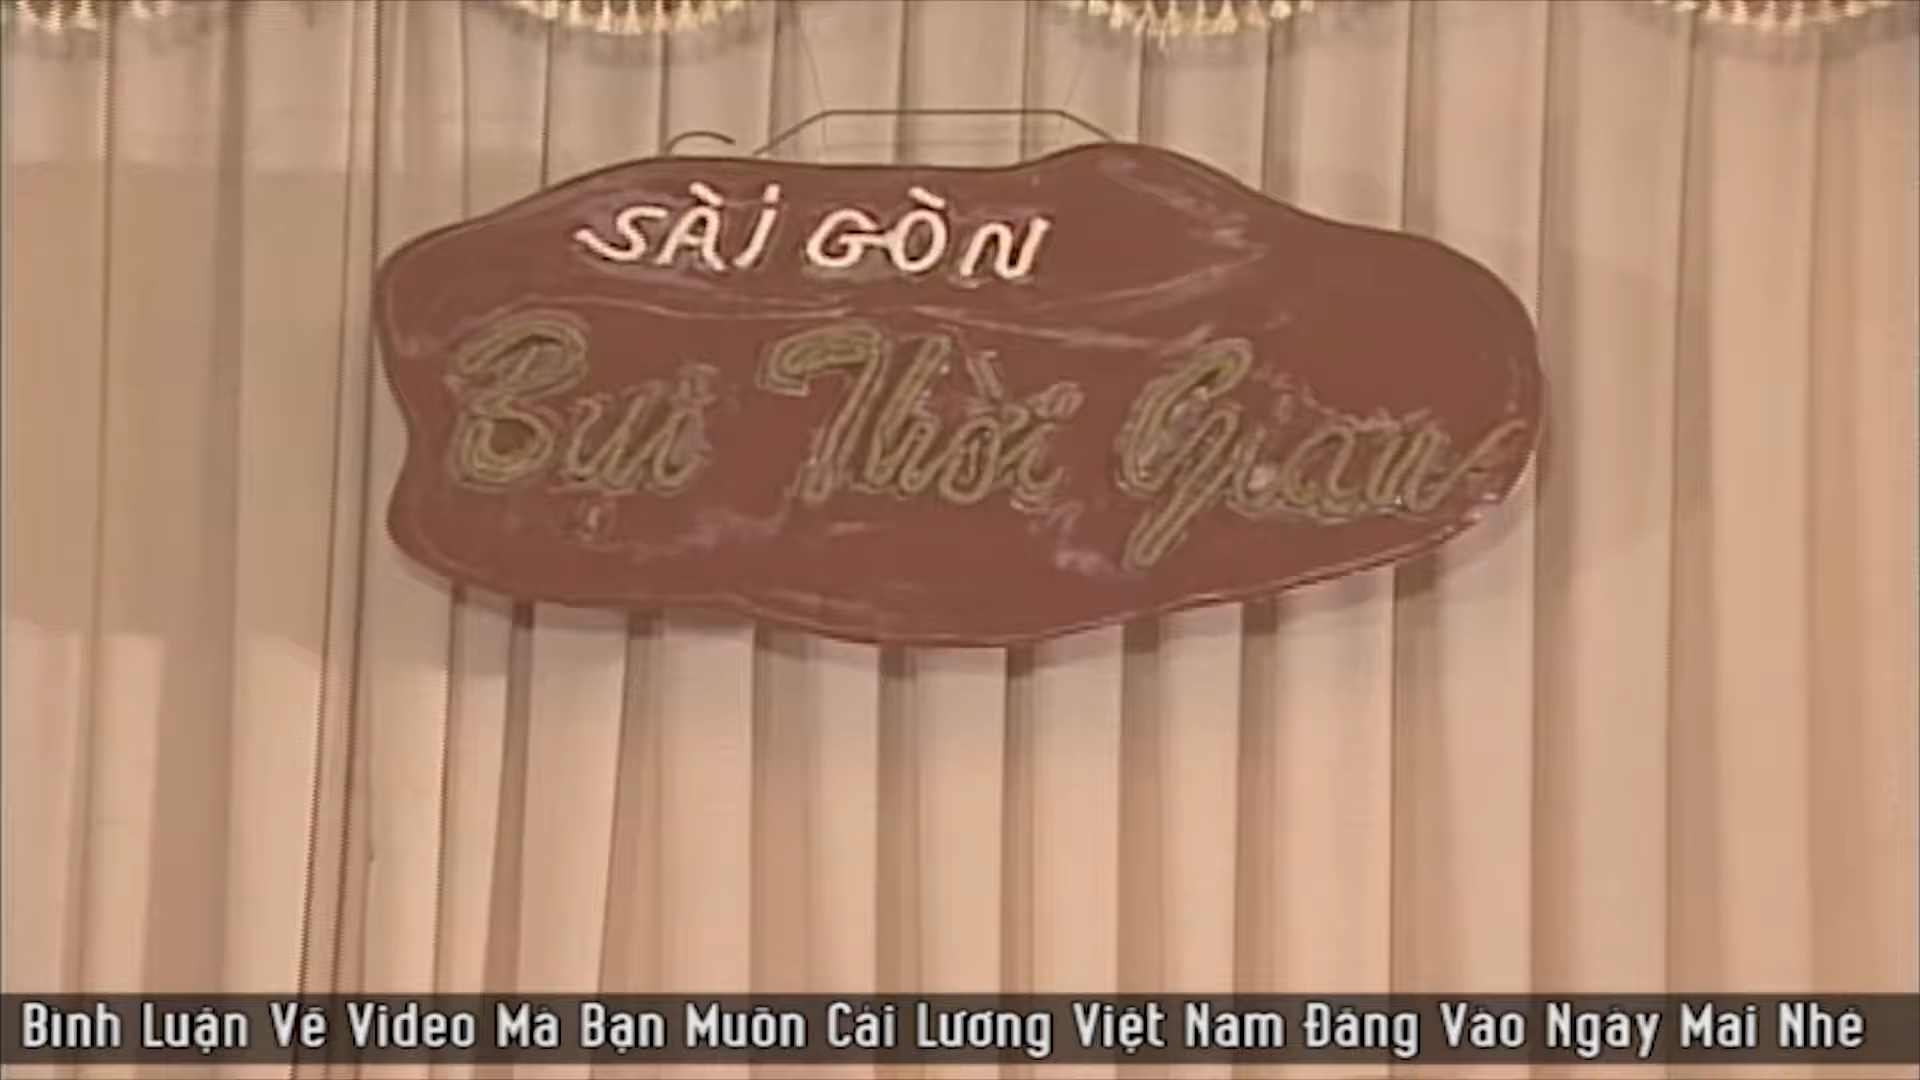 SÀI GÒN
Bụi Thời Gian
Bình Luận Về Video Mà Bạn Muốn Cải Lương Việt Nam Đăng Vào Ngày Mai Nhé